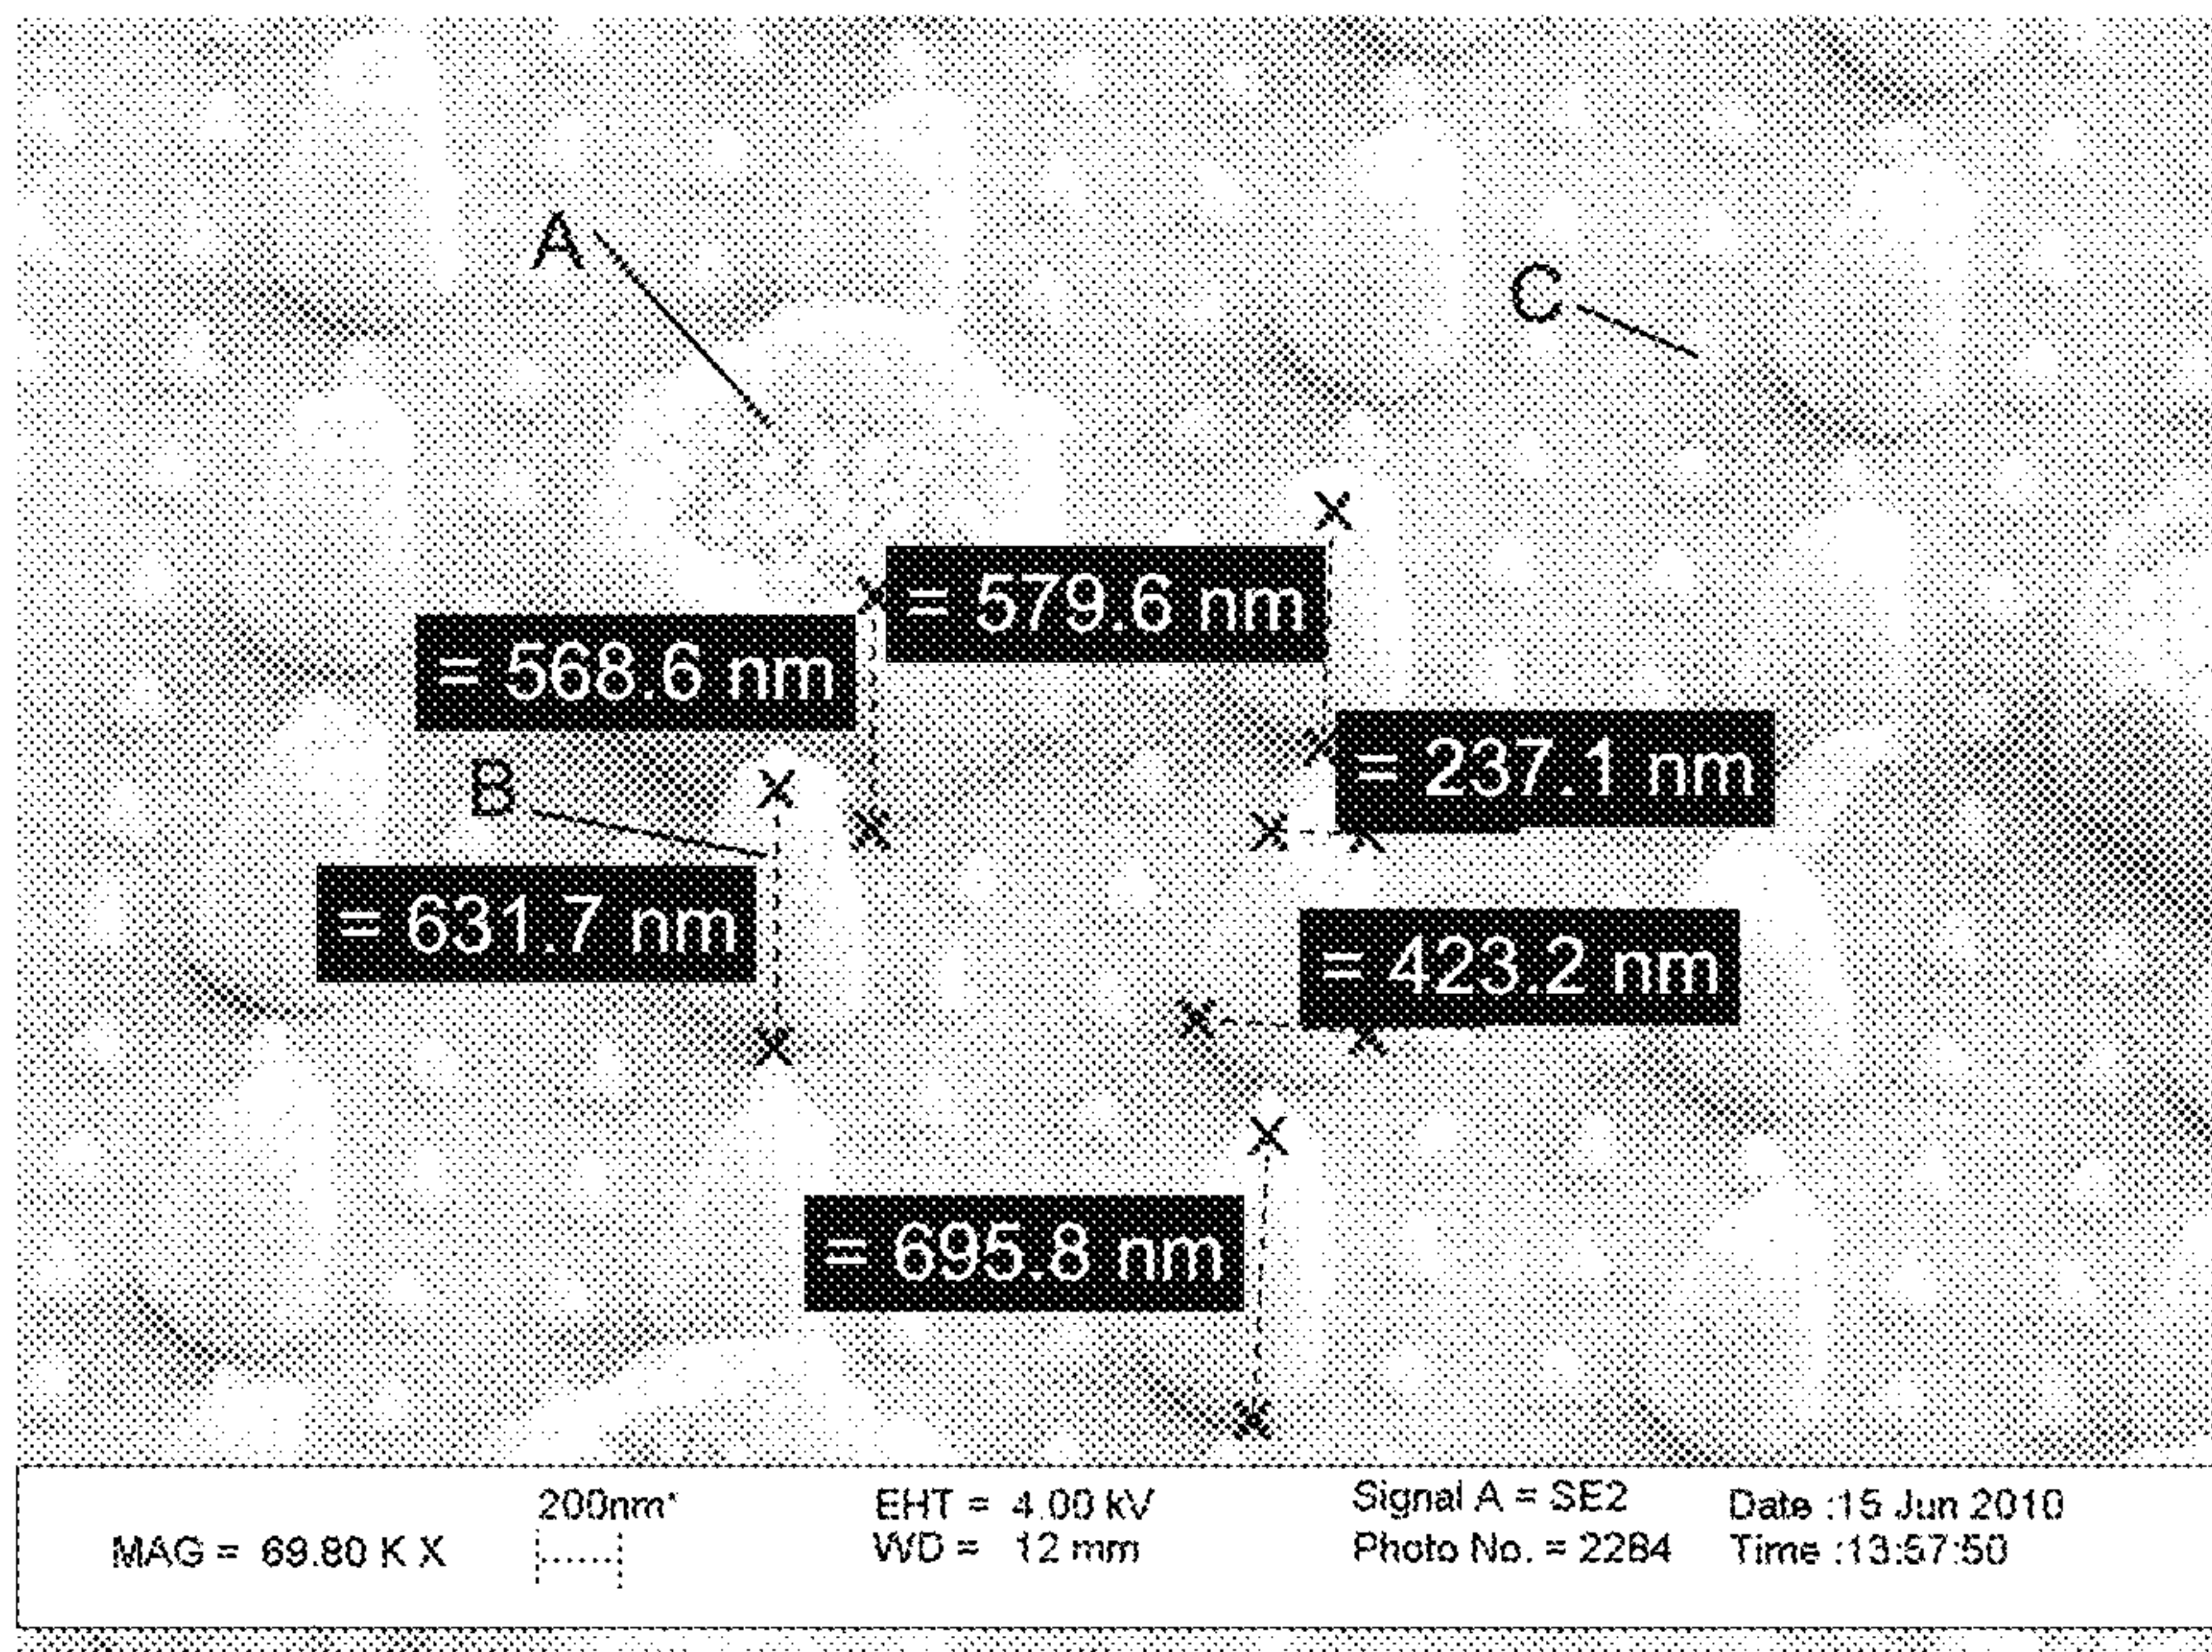 A
C
= 579.6 nm
= 568.6 nm
= 237.1 nm
B
= 631.7 nm
= 423.2 nm
= 695.8 nm
200nm*
EHT = 4.00 kV
Signal A = SE2
Date :15 Jun 2010
MAG = 69.80 K X
WD = 12 mm
Photo No. = 2284
Time :13:57:50